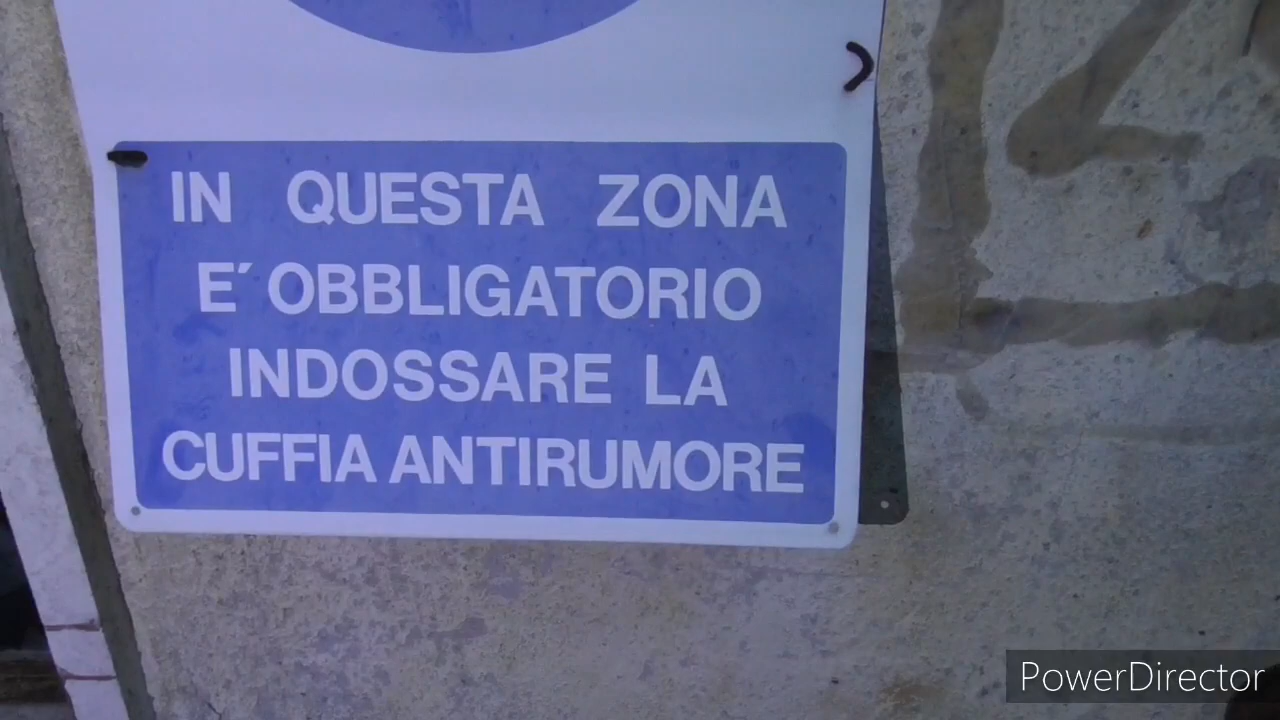 IN QUESTA ZONA
E´ OBBLIGATORIO
INDOSSARE LA
CUFFIA ANTIRUMORE
PowerDirector